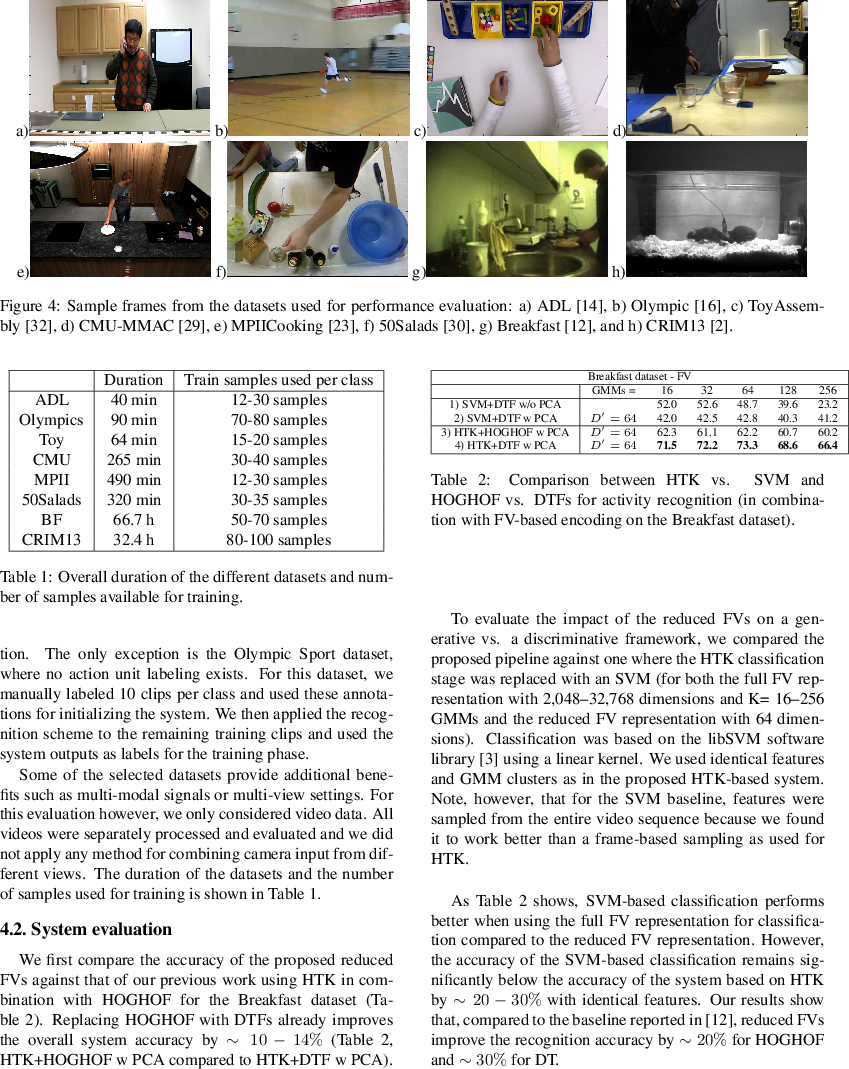 a)
b)
c)
d)
e)
f)
g)
h)
Figure 4: Sample frames from the datasets used for performance evaluation: a) ADL [14], b) Olympic [16], c) ToyAssem-
bly [32], d) CMU-MMAC [29], e) MPIICooking [23], f) 50Salads [30], g) Breakfast [12], and h) CRIM13 [2].
Duration Train samples used per class
ADL 40 min 12-30 samples
Olympics 90 min 70-80 samples
Toy 64 min 15-20 samples
CMU 265 min 30-40 samples
MPII 490 min 12-30 samples
50Salads 320 min 30-35 samples
BF 66.7 h 50-70 samples
CRIM13 32.4 h 80-100 samples
Table 1: Overall duration of the different datasets and num-
ber of samples available for training.
tion. The only exception is the Olympic Sport dataset,
where no action unit labeling exists. For this dataset, we
manually labeled 10 clips per class and used these annota-
tions for initializing the system. We then applied the recog-
nition scheme to the remaining training clips and used the
system outputs as labels for the training phase.
Some of the selected datasets provide additional bene-
fits such as multi-modal signals or multi-view settings. For
this evaluation however, we only considered video data. All
videos were separately processed and evaluated and we did
not apply any method for combining camera input from dif-
ferent views. The duration of the datasets and the number
of samples used for training is shown in Table 1.
4.2. System evaluation
We first compare the accuracy of the proposed reduced
FVs against that of our previous work using HTK in com-
bination with HOGHOF for the Breakfast dataset (Ta-
ble 2). Replacing HOGHOF with DTFs already improves
the overall system accuracy by ∼ 10 − 14% (Table 2,
HTK+HOGHOF w PCA compared to HTK+DTF w PCA).
Breakfast dataset - FV
GMMs = 16 32 64 128 256
1) SVM+DTF w/o PCA 52.0 52.6 48.7 39.6 23.2
2) SVM+DTF w PCA D′ = 64 42.0 42.5 42.8 40.3 41.2
3) HTK+HOGHOF w PCA D′ = 64 62.3 61.1 62.2 60.7 60.2
4) HTK+DTF w PCA D′ = 64 71.5 72.2 73.3 68.6 66.4
Table 2: Comparison between HTK vs. SVM and
HOGHOF vs. DTFs for activity recognition (in combina-
tion with FV-based encoding on the Breakfast dataset).
To evaluate the impact of the reduced FVs on a gen-
erative vs. a discriminative framework, we compared the
proposed pipeline against one where the HTK classification
stage was replaced with an SVM (for both the full FV rep-
resentation with 2,048–32,768 dimensions and K= 16–256
GMMs and the reduced FV representation with 64 dimen-
sions). Classification was based on the libSVM software
library [3] using a linear kernel. We used identical features
and GMM clusters as in the proposed HTK-based system.
Note, however, that for the SVM baseline, features were
sampled from the entire video sequence because we found
it to work better than a frame-based sampling as used for
HTK.
As Table 2 shows, SVM-based classification performs
better when using the full FV representation for classifica-
tion compared to the reduced FV representation. However,
the accuracy of the SVM-based classification remains sig-
nificantly below the accuracy of the system based on HTK
by ∼ 20 − 30% with identical features. Our results show
that, compared to the baseline reported in [12], reduced FVs
improve the recognition accuracy by ∼ 20% for HOGHOF
and ∼ 30% for DT.